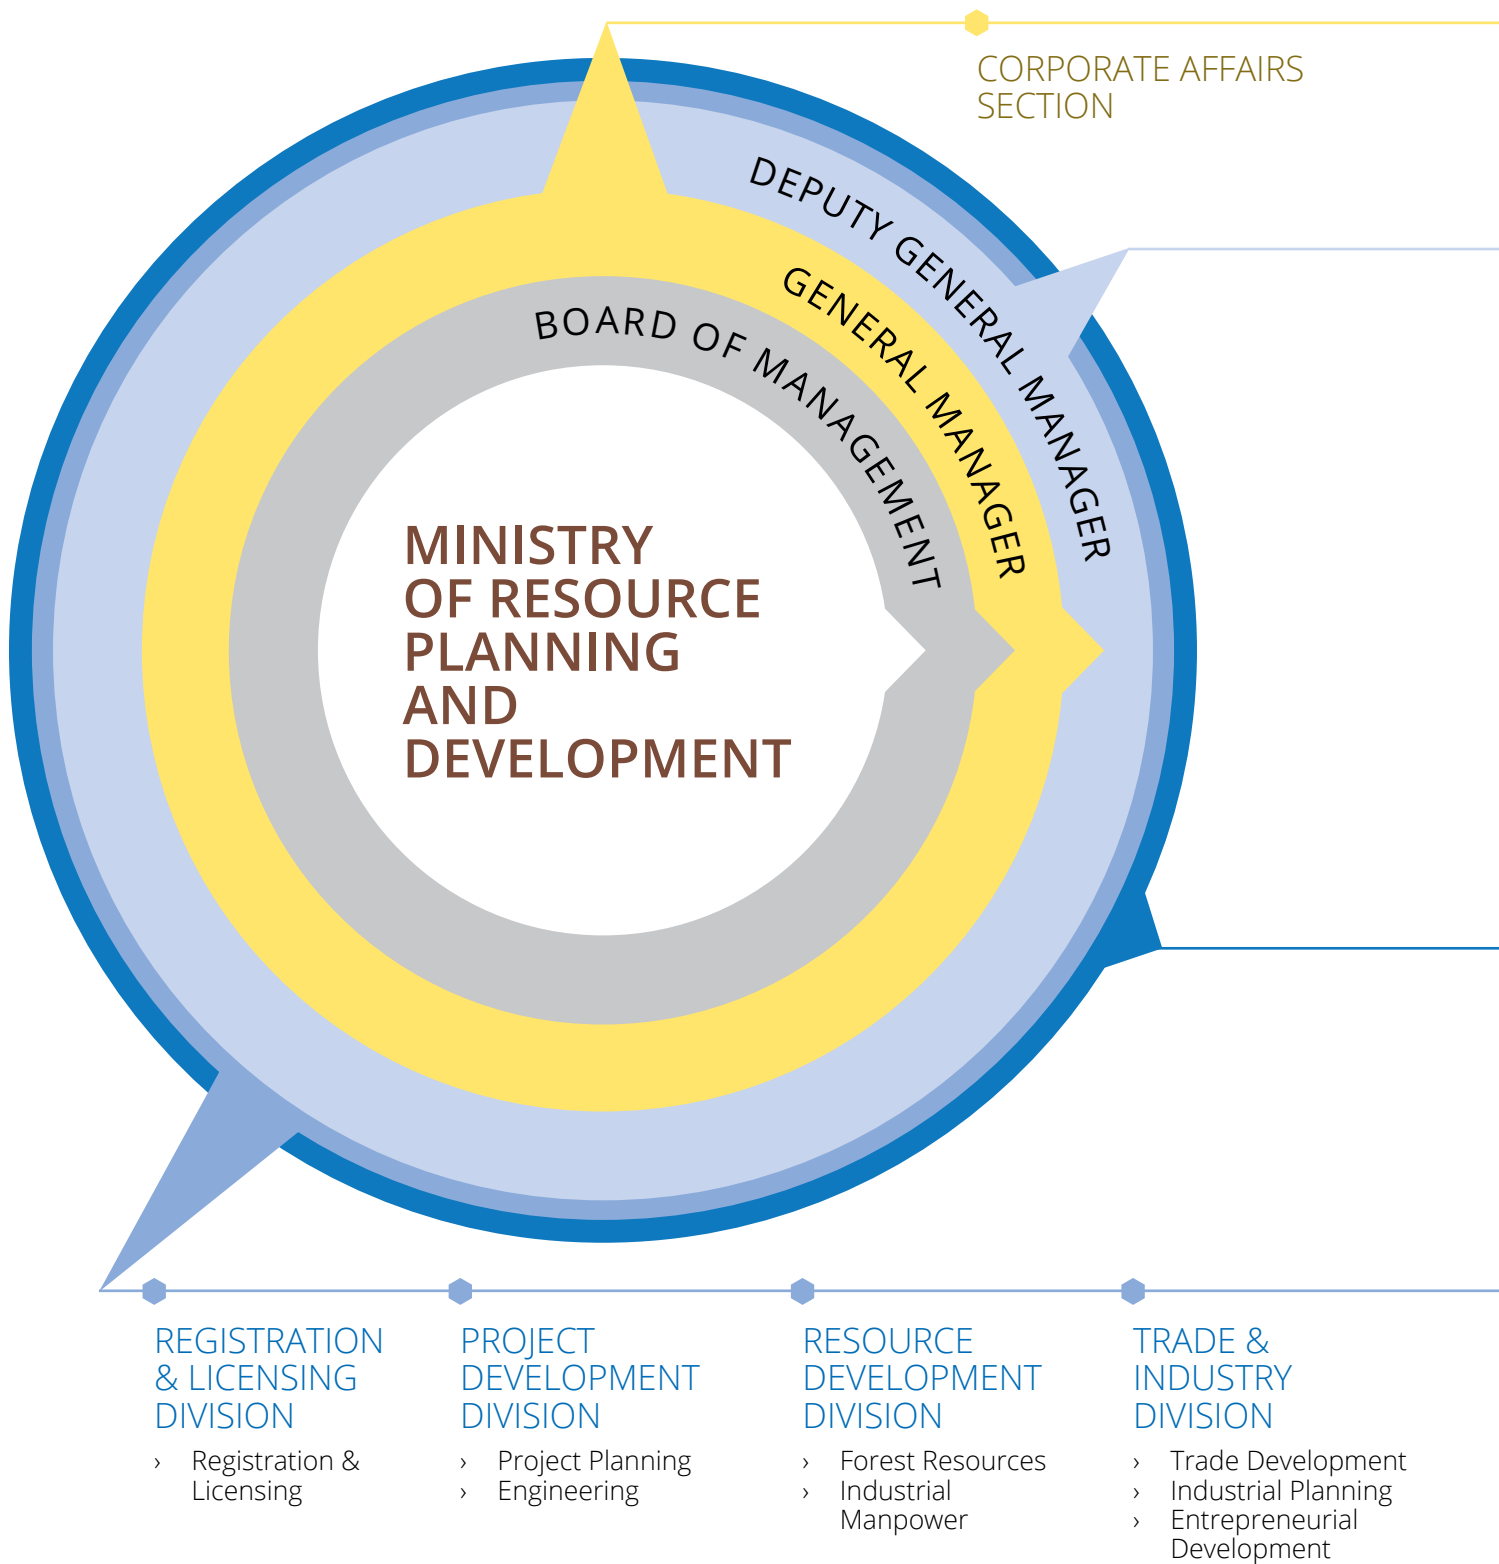 CORPORATE AFFAIRS
SECTION
DEPUTY GENERAL MANAGER
GENERAL MANAGER
BOARD OF MANAGEMENT
MINISTRY
OF RESOURCE
PLANNING
AND
DEVELOPMENT
REGISTRATION
& LICENSING
DIVISION
› Registration &
Licensing
PROJECT
DEVELOPMENT
DIVISION
› Project Planning
› Engineering
RESOURCE
DEVELOPMENT
DIVISION
› Forest Resources
› Industrial
Manpower
TRADE &
INDUSTRY
DIVISION
› Trade Development
› Industrial Planning
› Entrepreneurial
Development